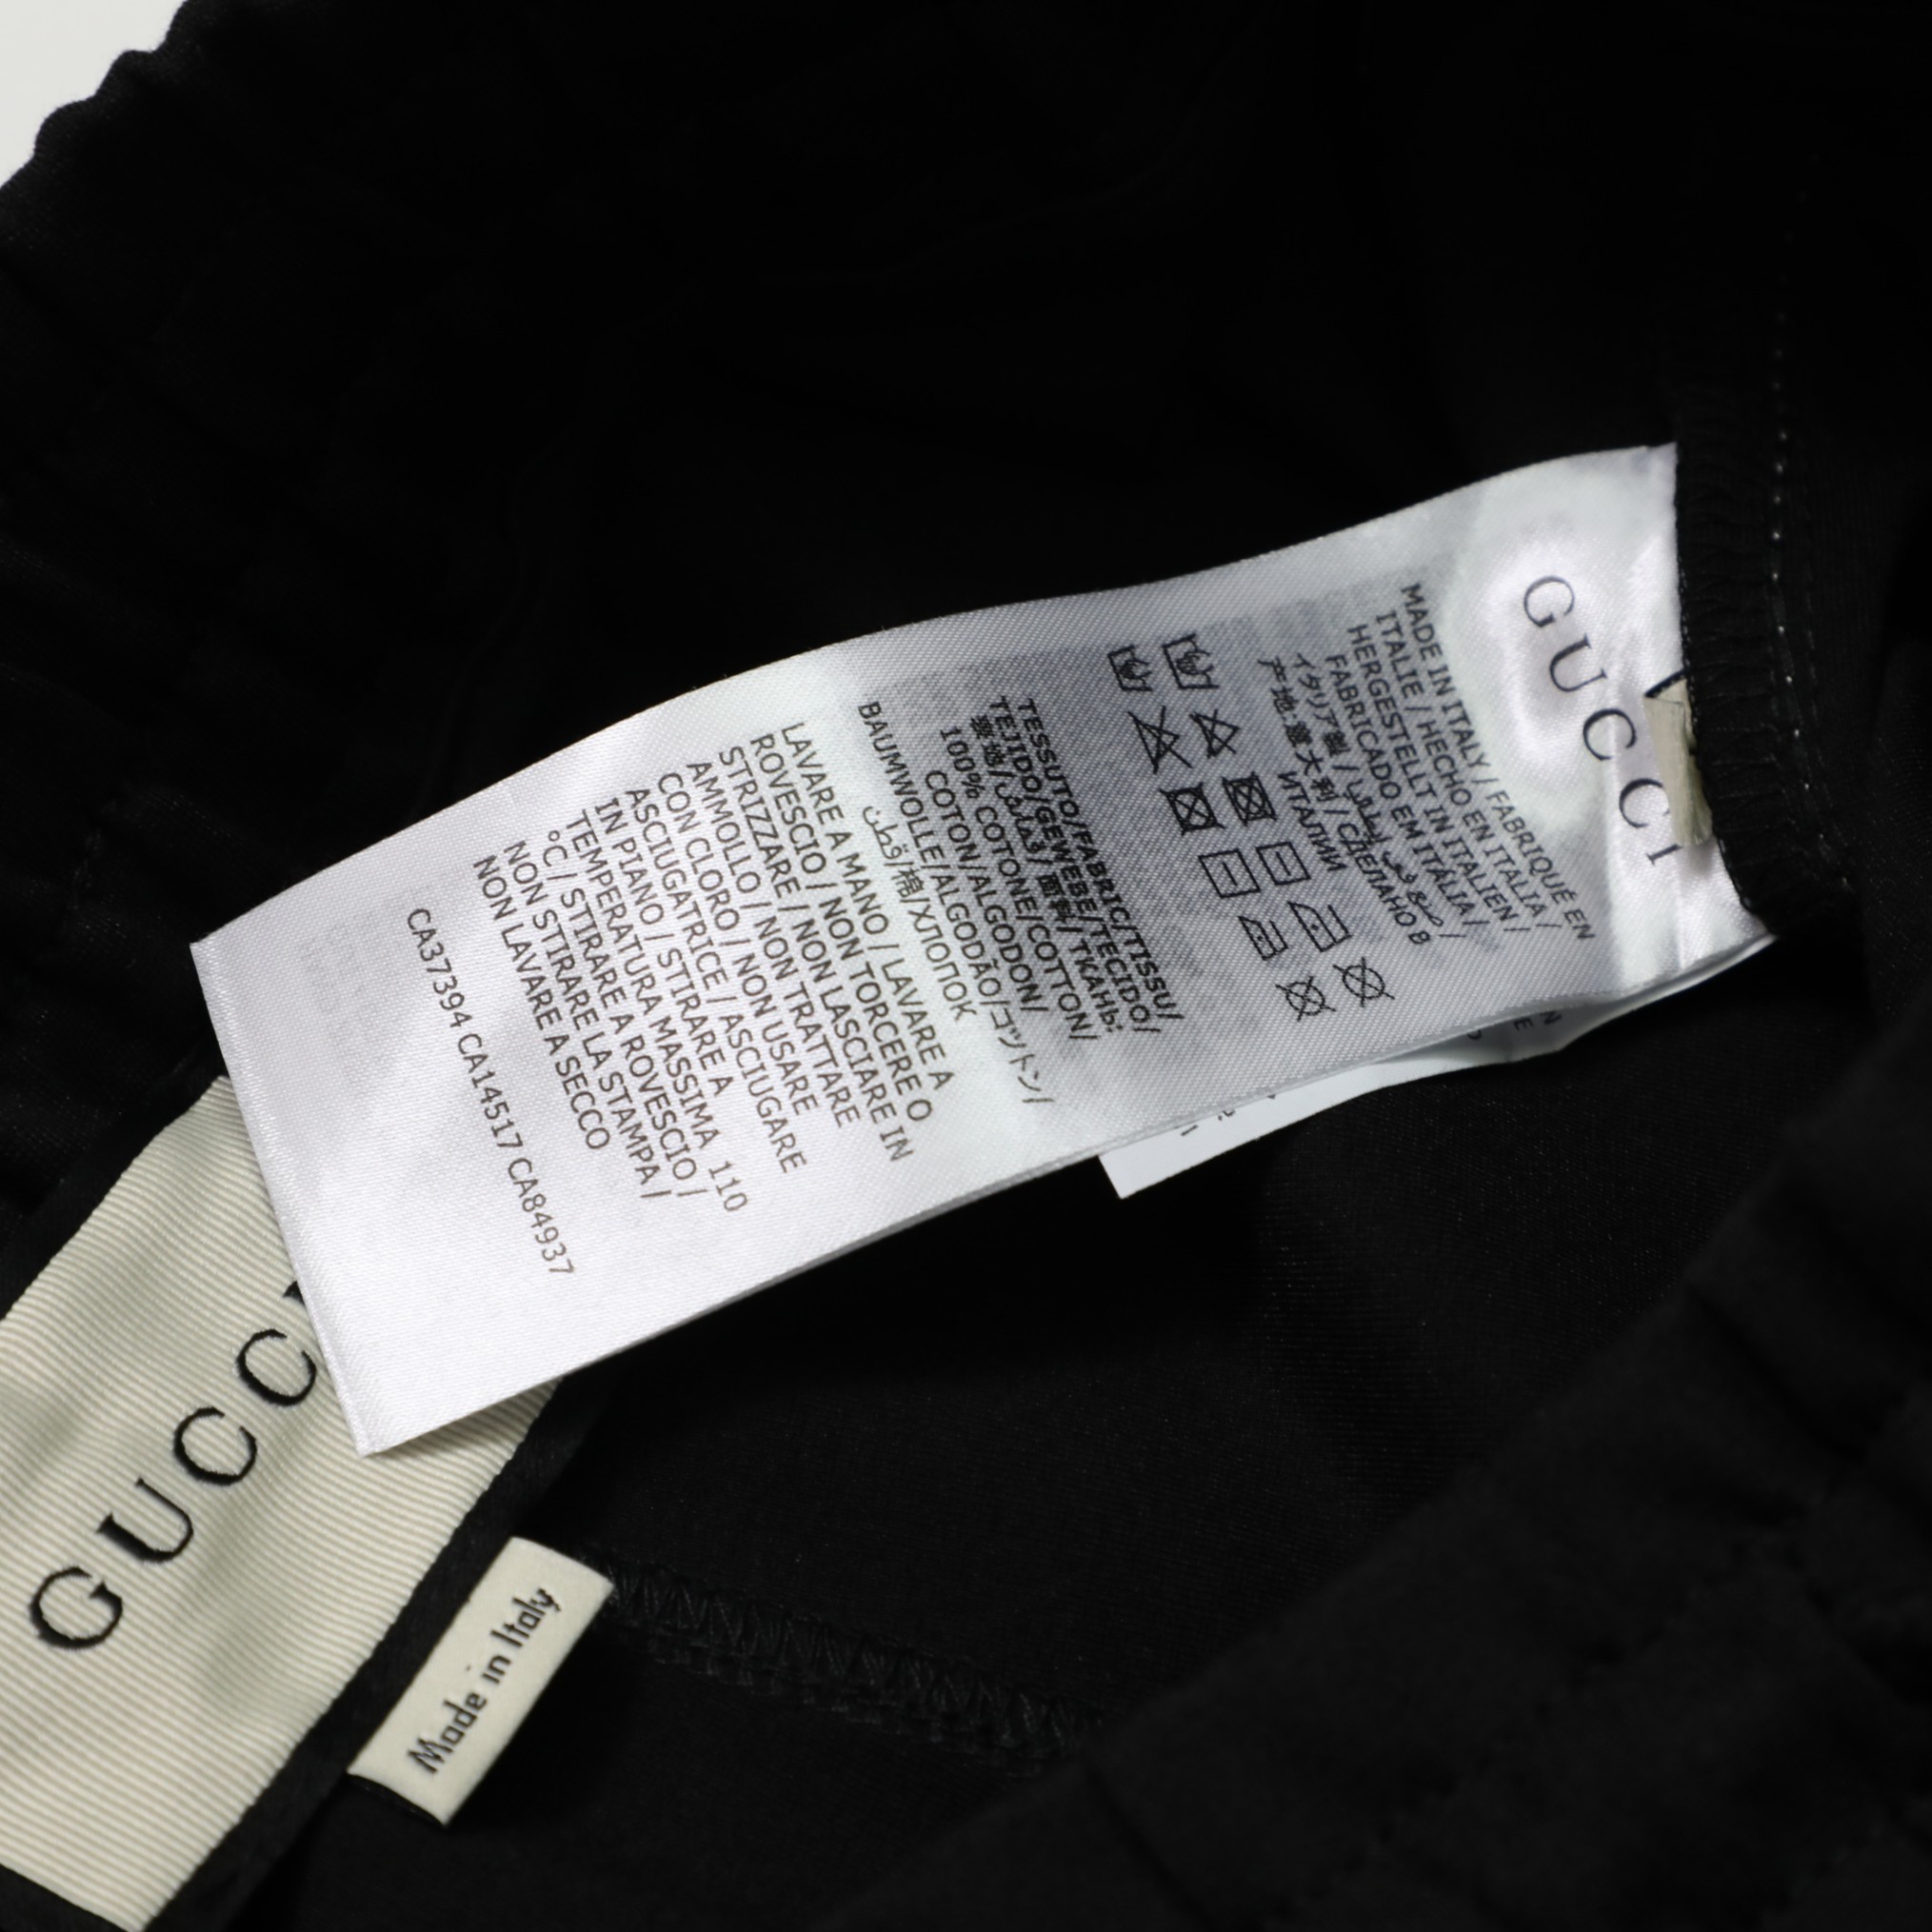 GUCCI
MADE IN ITALY / FABRIQUÉ EN
ITALIE / HECHO EN ITALIA /
HERGESTELLT IN ITALIEN /
FABRICADO EM ITÁLIA /
イタリア製 / صنع في إيطاليا /
产地:意大利 / СДЕЛАНО В
ИТАЛИИ
TESSUTO/FABRIC/TISSU/
TEJIDO/GEWEBE/TECIDO/
要地/قماش/面料/ТКАНЬ:
100% COTONE/COTTON/
COTON/ALGODON/
BAUMWOLLE/ALGODÃO/コットン/
قطن/棉/ХЛОПОК
LAVARE A MANO / LAVARE A
ROVESCIO / NON TORCERE O
STRIZZARE / NON LASCIARE IN
AMMOLLO / NON TRATTARE
CON CLORO / NON USARE
ASCIUGATRICE / ASCIUGARE
IN PIANO / STIRARE A
TEMPERATURA MASSIMA 110
°C / STIRARE A ROVESCIO /
NON STIRARE LA STAMPA /
NON LAVARE A SECCO
CA37394 CA14517 CA84937
GUCC
Made in Italy